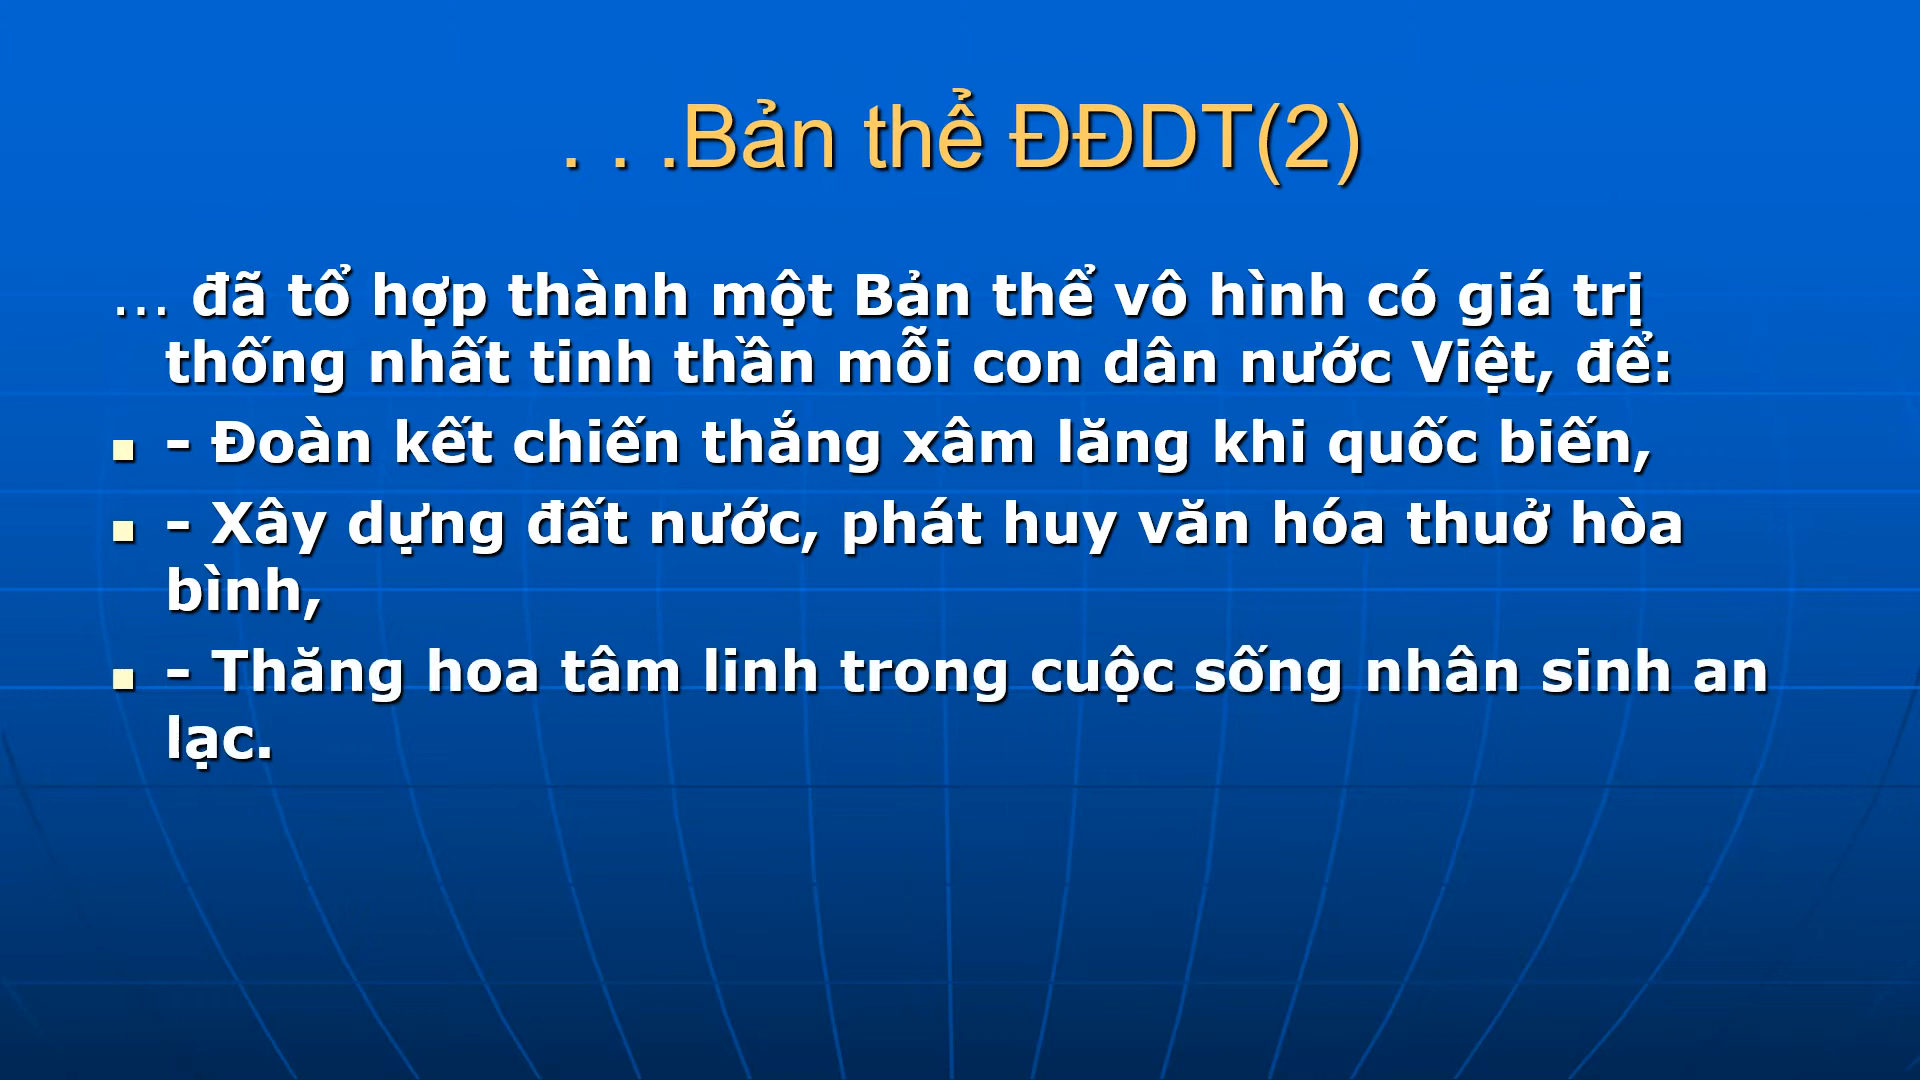 . . .Bản thể ĐĐDT(2)
... đã tổ hợp thành một Bản thể vô hình có giá trị
thống nhất tinh thần mỗi con dân nước Việt, để:
– Đoàn kết chiến thắng xâm lăng khi quốc biến,
– Xây dựng đất nước, phát huy văn hóa thuở hòa
bình,
– Thăng hoa tâm linh trong cuộc sống nhân sinh an
lạc.